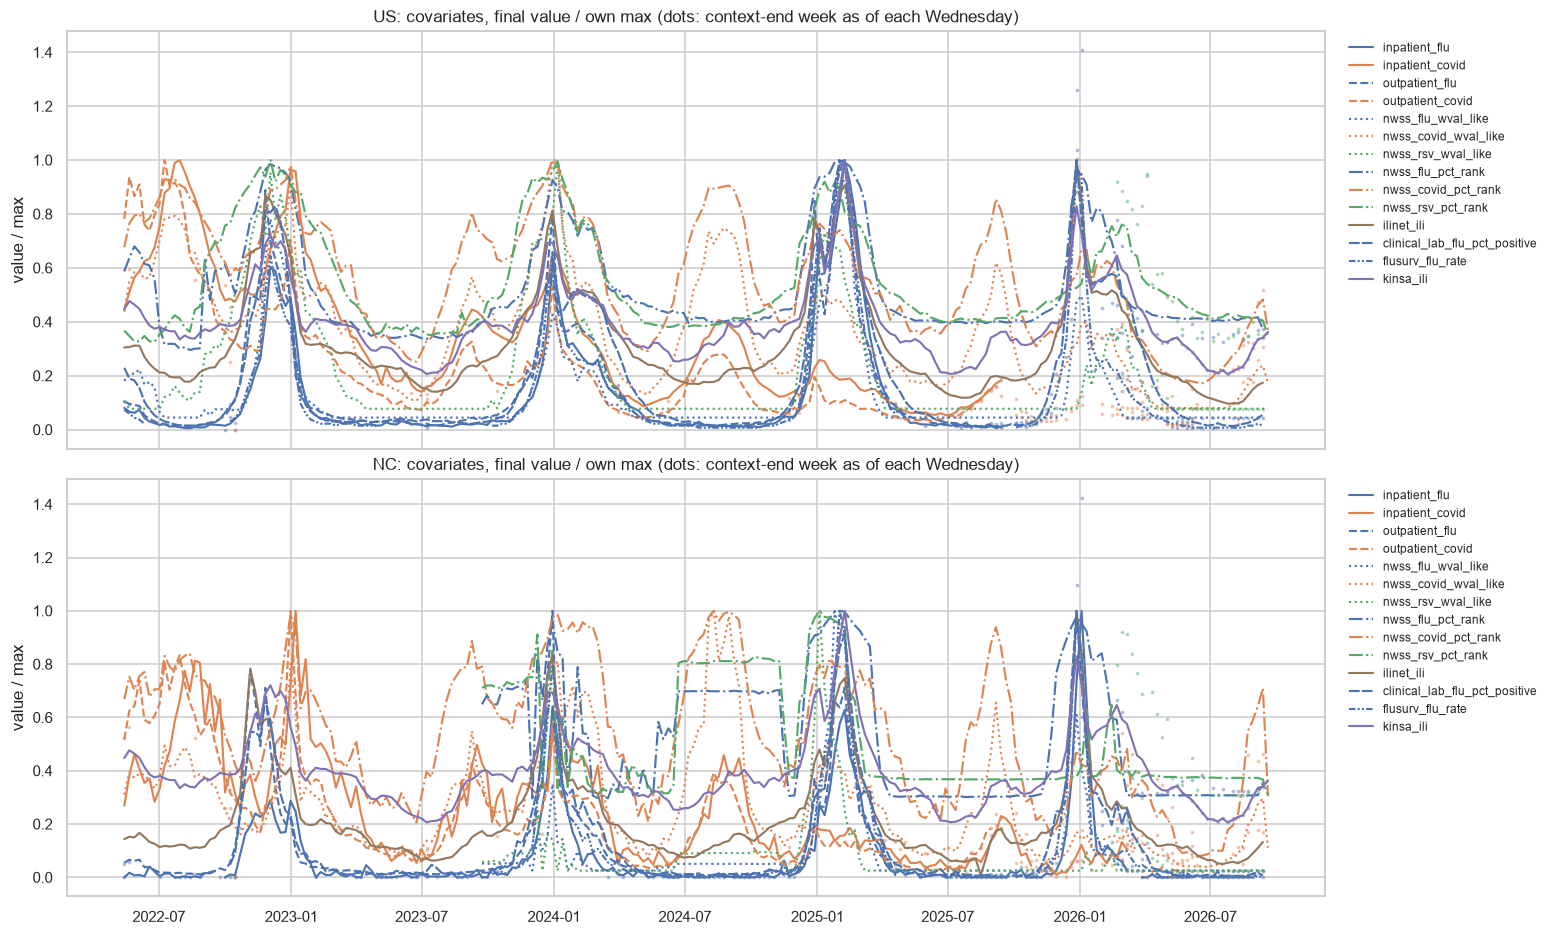 US: covariates, final value / own max (dots: context-end week as of each Wednesday)
value / max
1.4
1.2
1.0
0.8
0.6
0.4
0.2
0.0
inpatient_flu
inpatient_covid
outpatient_flu
outpatient_covid
nwss_flu_wval_like
nwss_covid_wval_like
nwss_rsv_wval_like
nwss_flu_pct_rank
nwss_covid_pct_rank
nwss_rsv_pct_rank
ilinet_ili
clinical_lab_flu_pct_positive
flusurv_flu_rate
kinsa_ili
NC: covariates, final value / own max (dots: context-end week as of each Wednesday)
value / max
1.4
1.2
1.0
0.8
0.6
0.4
0.2
0.0
inpatient_flu
inpatient_covid
outpatient_flu
outpatient_covid
nwss_flu_wval_like
nwss_covid_wval_like
nwss_rsv_wval_like
nwss_flu_pct_rank
nwss_covid_pct_rank
nwss_rsv_pct_rank
ilinet_ili
clinical_lab_flu_pct_positive
flusurv_flu_rate
kinsa_ili
2022-07 2023-01 2023-07 2024-01 2024-07 2025-01 2025-07 2026-01 2026-07